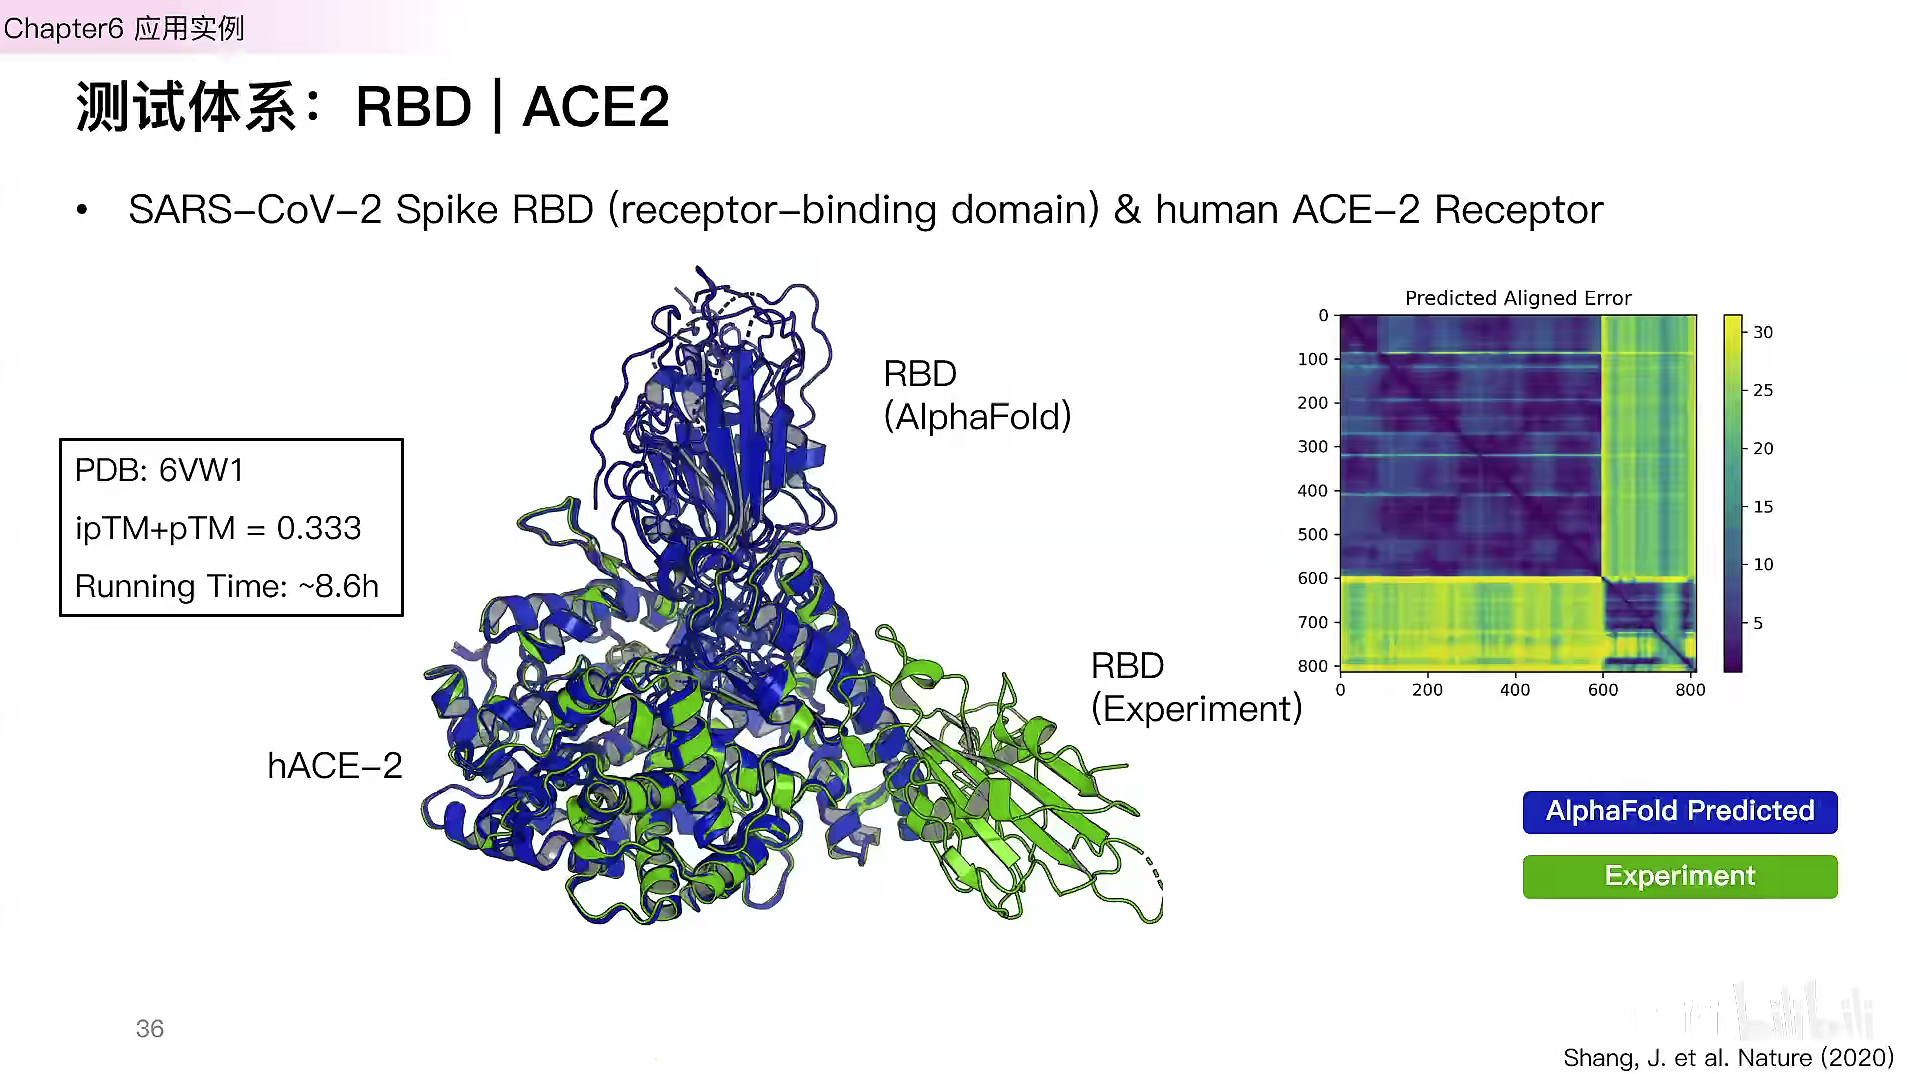 Chapter6 应用实例
测试体系：RBD | ACE2
• SARS–CoV–2 Spike RBD (receptor–binding domain) & human ACE–2 Receptor
PDB: 6VW1
ipTM+pTM = 0.333
Running Time: ~8.6h
RBD
(AlphaFold)
hACE–2
RBD
(Experiment)
Predicted Aligned Error
0
100
200
300
400
500
600
700
800
0 200 400 600 800
30
25
20
15
10
5
AlphaFold Predicted
Experiment
36
bilibili
Shang, J. et al. Nature (2020)